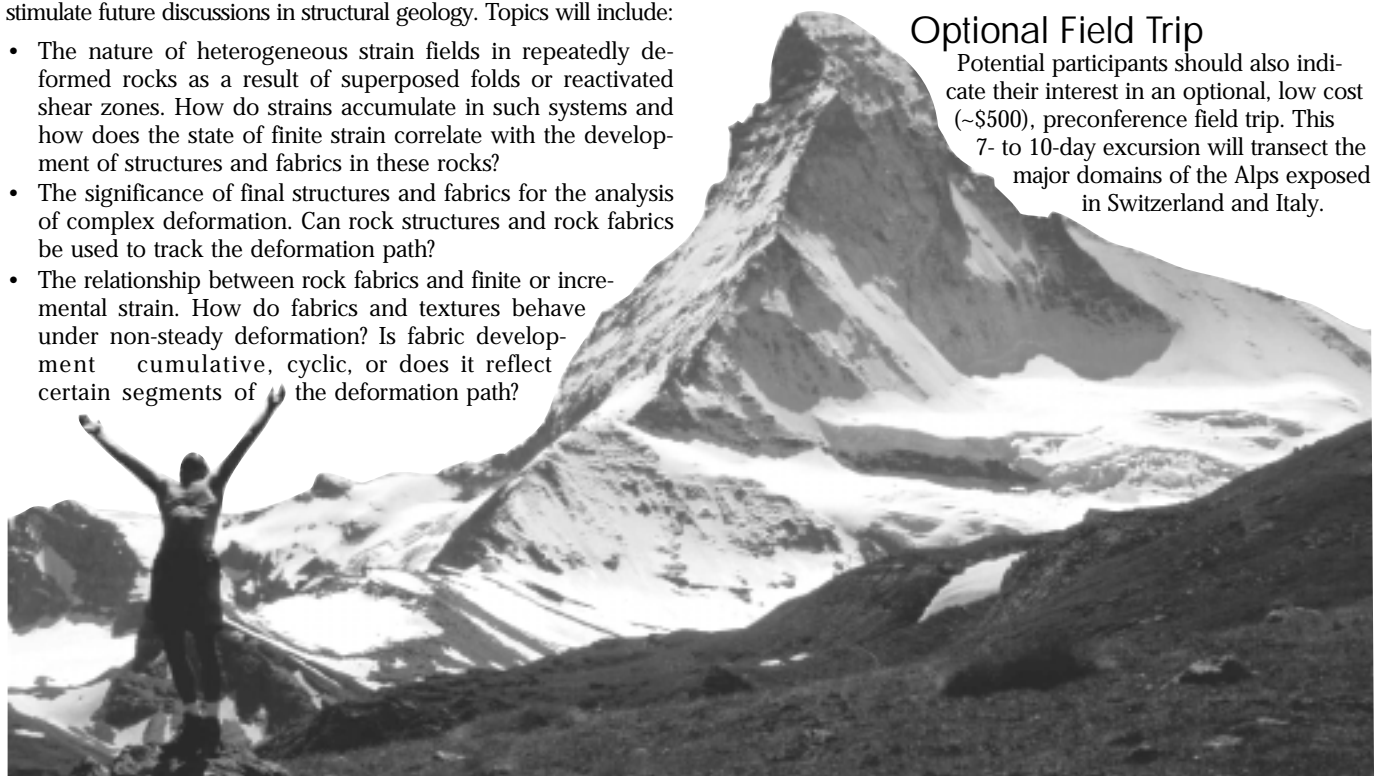 stimulate future discussions in structural geology. Topics will include:
• The nature of heterogeneous strain fields in repeatedly de-
formed rocks as a result of superposed folds or reactivated
shear zones. How do strains accumulate in such systems and
how does the state of finite strain correlate with the develop-
ment of structures and fabrics in these rocks?
• The significance of final structures and fabrics for the analysis
of complex deformation. Can rock structures and rock fabrics
be used to track the deformation path?
• The relationship between rock fabrics and finite or incre-
mental strain. How do fabrics and textures behave
under non-steady deformation? Is fabric develop-
ment cumulative, cyclic, or does it reflect
certain segments of the deformation path?
Optional Field Trip
Potential participants should also indi-
cate their interest in an optional, low cost
(~$500), preconference field trip. This
7- to 10-day excursion will transect the
major domains of the Alps exposed
in Switzerland and Italy.